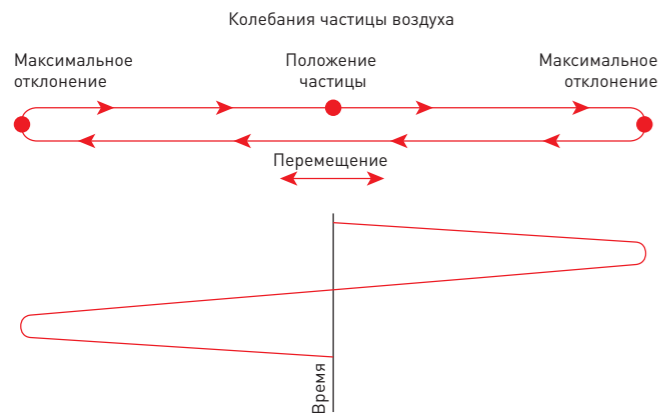 Колебания частицы воздуха
Максимальное
отклонение
Положение
частицы
Максимальное
отклонение
Перемещение
Время